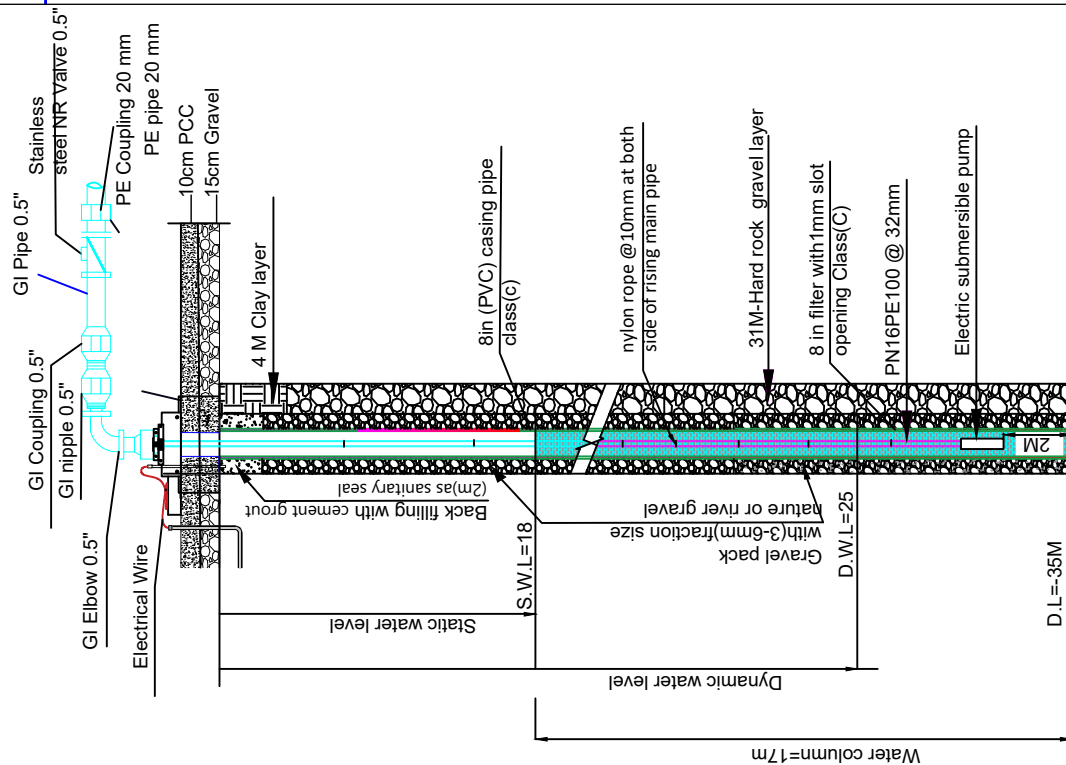 GI Coupling 0.5"
GI nipple 0.5"
GI Pipe 0.5"
Stainless
steel NR Valve 0.5"
PE Coupling 20 mm
PE pipe 20 mm
GI Elbow 0.5"
Electrical Wire
10cm PCC
15cm Gravel
4 M Clay layer
8in (PVC) casing pipe
class(c)
nylon rope @10mm at both
side of rising main pipe
31M-Hard rock gravel layer
8 in filter with1mm slot
opening Class(C)
PN16PE100 @ 32mm
Electric submersible pump
2M
Back filling with cement grout
(2m)as sanitary seal
Gravel pack
with(3-6mm)fraction size
nature or river gravel
S.W.L=18
D.W.L=25
D.L=-35M
Static water level
Dynamic water level
Water column=17m